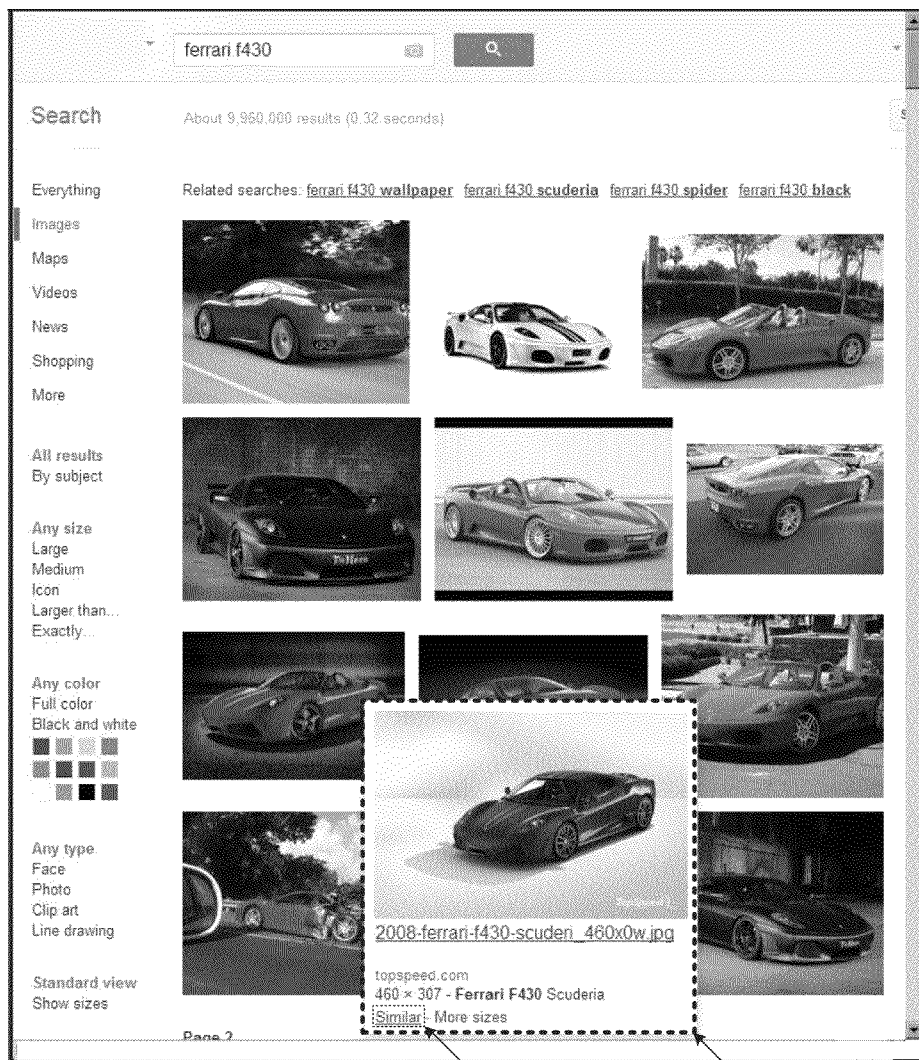 ferrari f430
Search
About 9,960,000 results (0.32 seconds)
S
Everything
Images
Maps
Videos
News
Shopping
More
All results
By subject
Any size
Large
Medium
Icon
Larger than...
Exactly...
Any color
Full color
Black and white
Any type
Face
Photo
Clip art
Line drawing
Standard view
Show sizes
Related searches: ferrari f430 wallpaper ferrari f430 scuderia ferrari f430 spider ferrari f430 black
2008-ferrari-f430-scuderi_460x0w.jpg
topspeed.com
460 × 307 - Ferrari F430 Scuderia
Similar - More sizes
Page 2